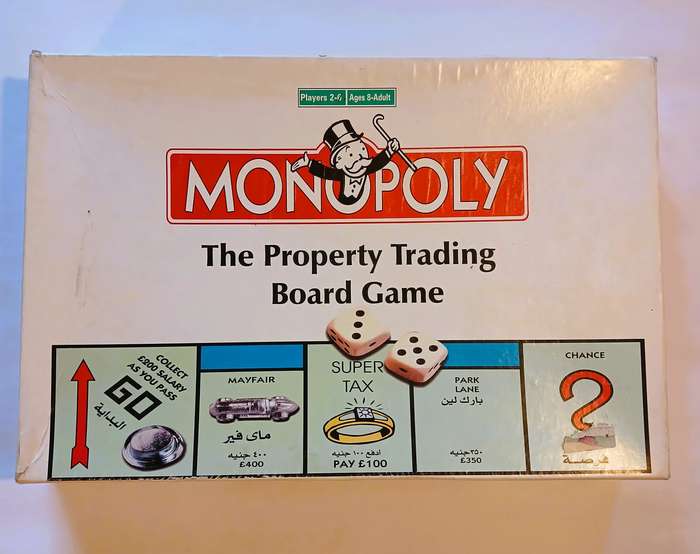 Players 2-6 Ages 8-Adult
MONOPOLY
The Property Trading
Board Game
COLLECT
£200 SALARY
AS YOU PASS
GO
البداية
MAYFAIR
ماى فير
٤٠٠ جنيه
£400
SUPER
TAX
ادفع ١٠٠ جنيه
PAY £100
PARK
LANE
بارك لين
٣٥٠ جنيه
£350
CHANCE
فرصة